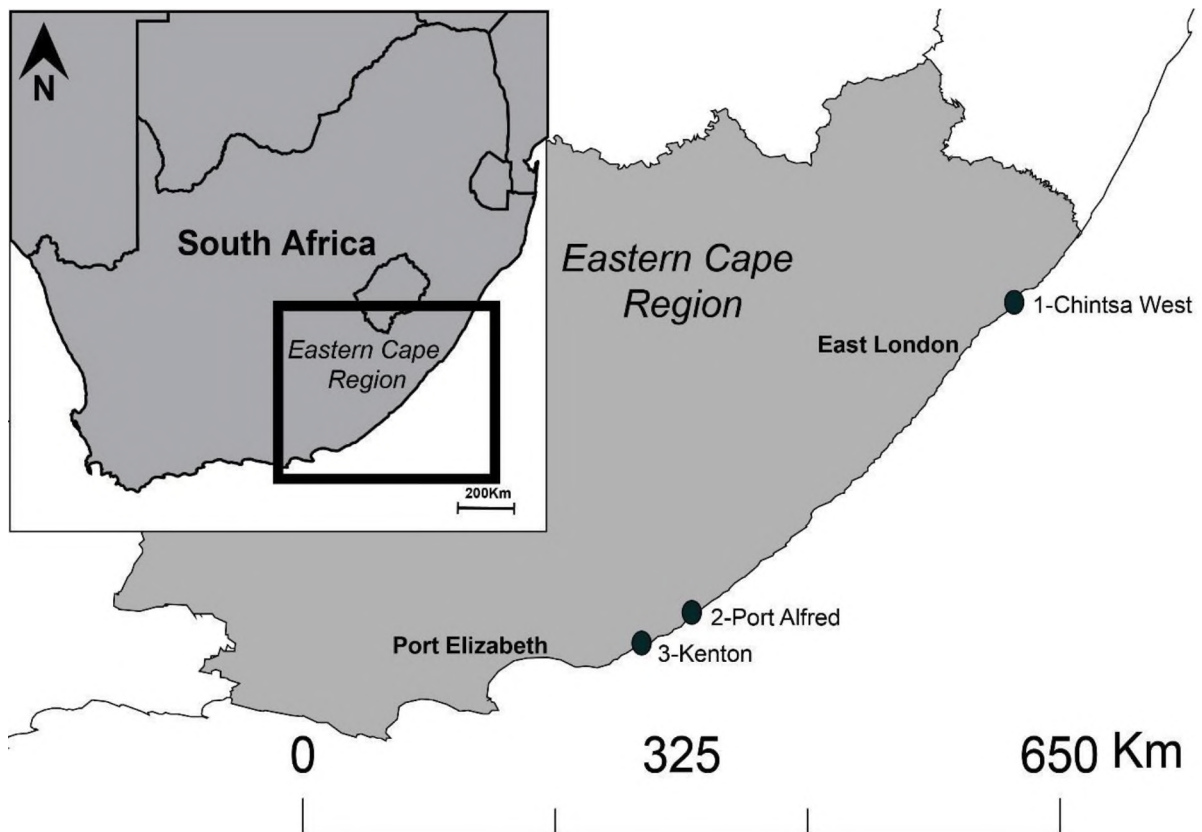 N
South Africa
Eastern Cape
Region
200Km
Eastern Cape
Region
1-Chintsa West
East London
2-Port Alfred
Port Elizabeth
3-Kenton
0 325 650 Km